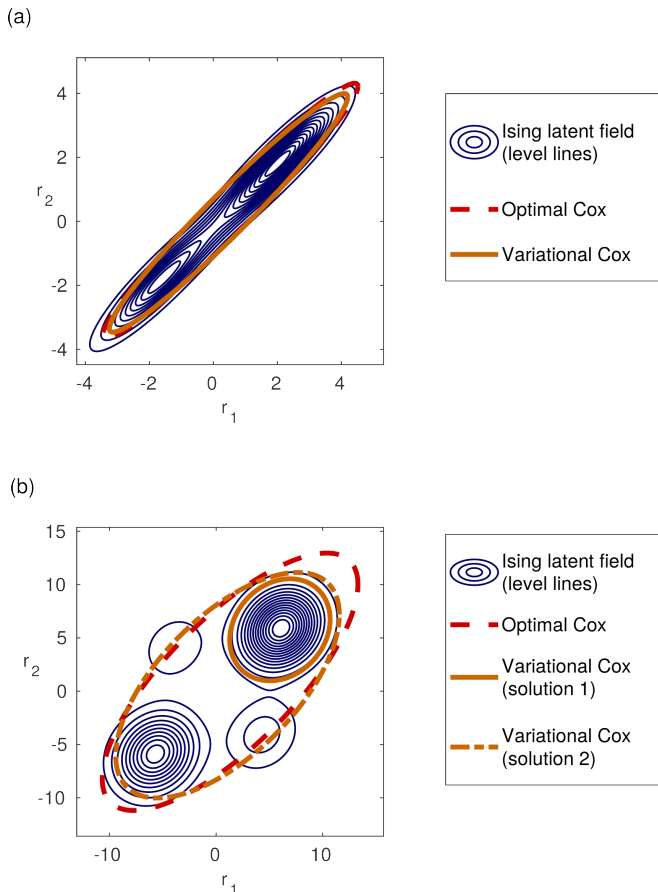 (a)
4
2
r2
0
-2
-4
-4 -2 0 2 4
r1
Ising latent field
(level lines)
Optimal Cox
Variational Cox
(b)
15
10
5
r2
0
-5
-10
-10 0 10
r1
Ising latent field
(level lines)
Optimal Cox
Variational Cox
(solution 1)
Variational Cox
(solution 2)